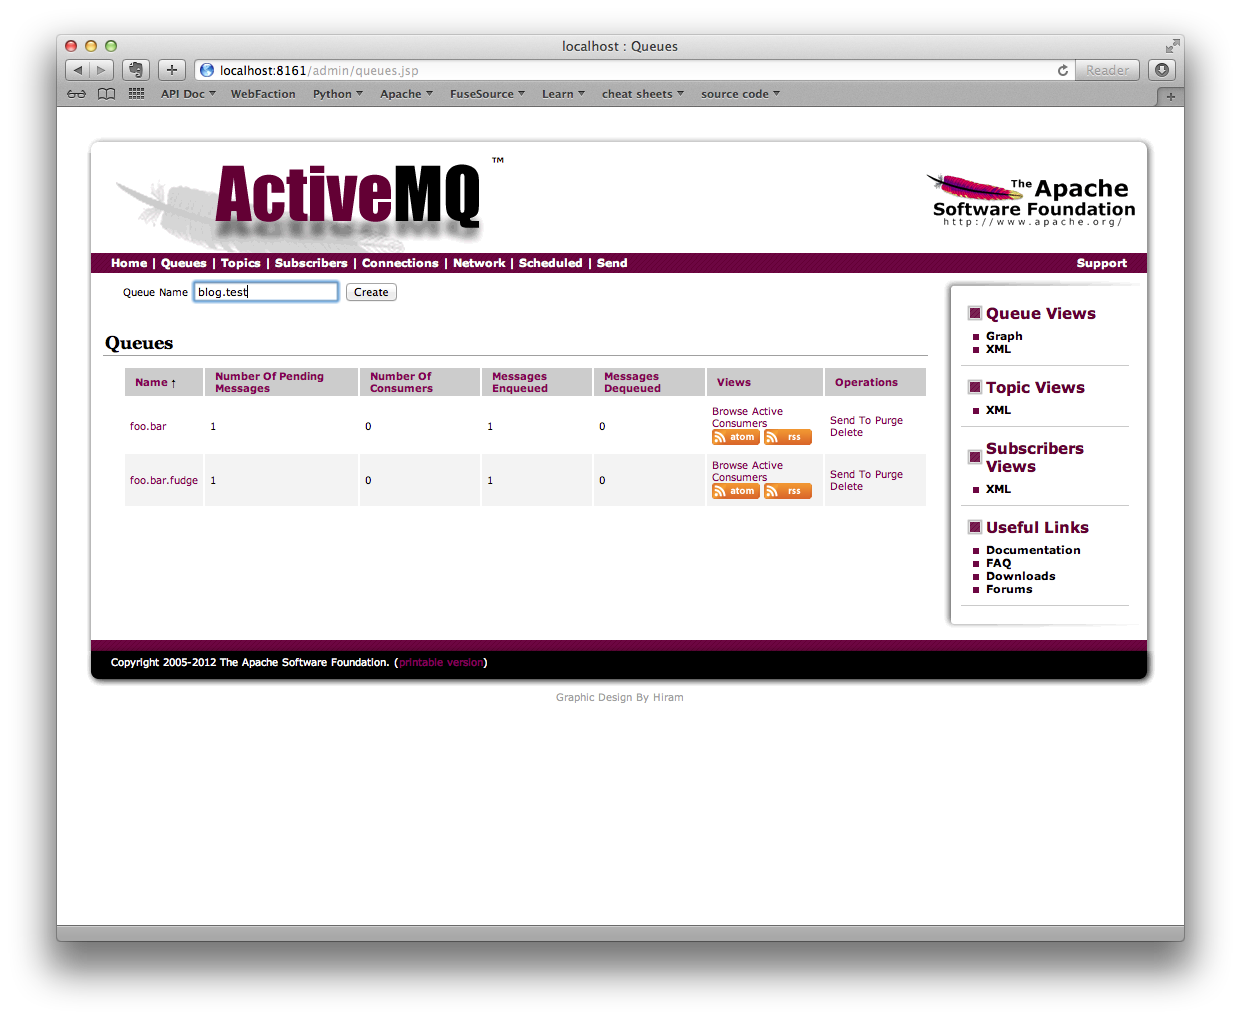 localhost : Queues
localhost:8161/admin/queues.jsp
Reader
API Doc WebFaction Python Apache FuseSource Learn cheat sheets source code
ActiveMQ ™
The Apache
Software Foundation
http://www.apache.org/
Home | Queues | Topics | Subscribers | Connections | Network | Scheduled | Send
Support
Queue Name blog.test Create
Queues
Name ↑ Number Of Pending Messages Number Of Consumers Messages Enqueued Messages Dequeued Views Operations
foo.bar 1 0 1 0 Browse Active Consumers atom rss Send To Purge Delete
foo.bar.fudge 1 0 1 0 Browse Active Consumers atom rss Send To Purge Delete
Queue Views
Graph
XML
Topic Views
XML
Subscribers
Views
XML
Useful Links
Documentation
FAQ
Downloads
Forums
Copyright 2005-2012 The Apache Software Foundation. (printable version)
Graphic Design By Hiram